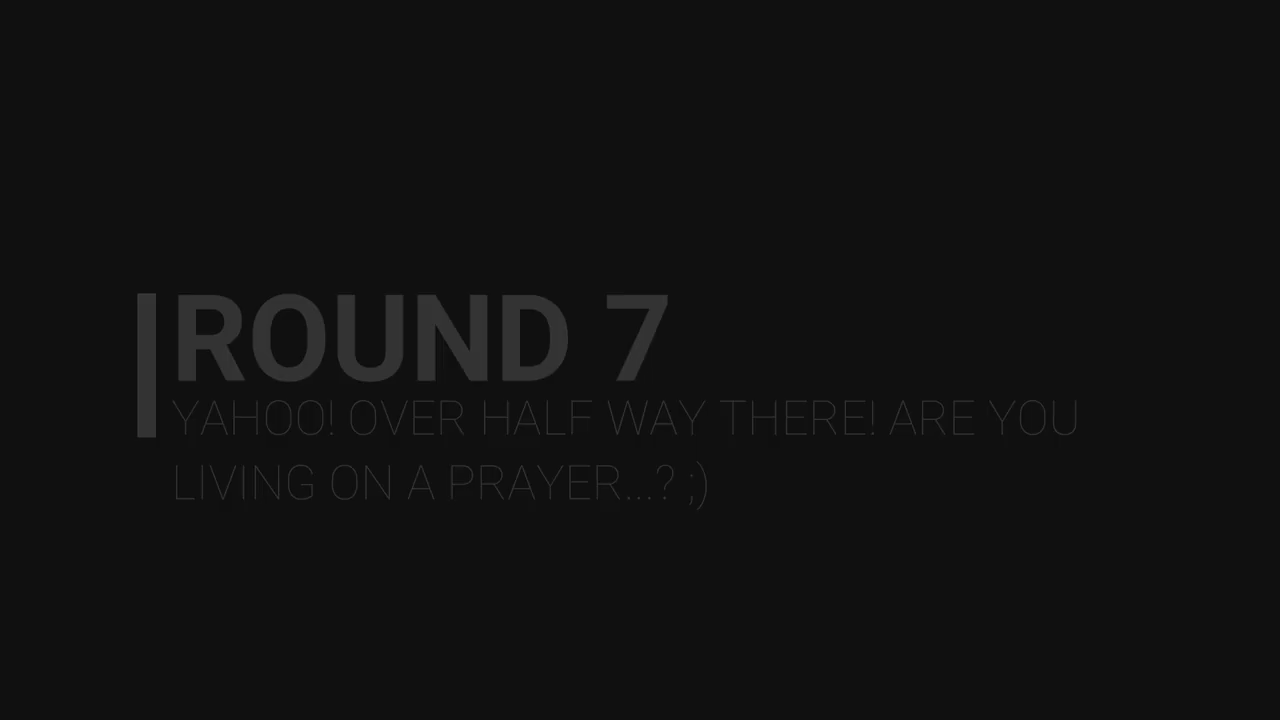 ROUND 7
YAHOO! OVER HALF WAY THERE! ARE YOU
LIVING ON A PRAYER...? ;)